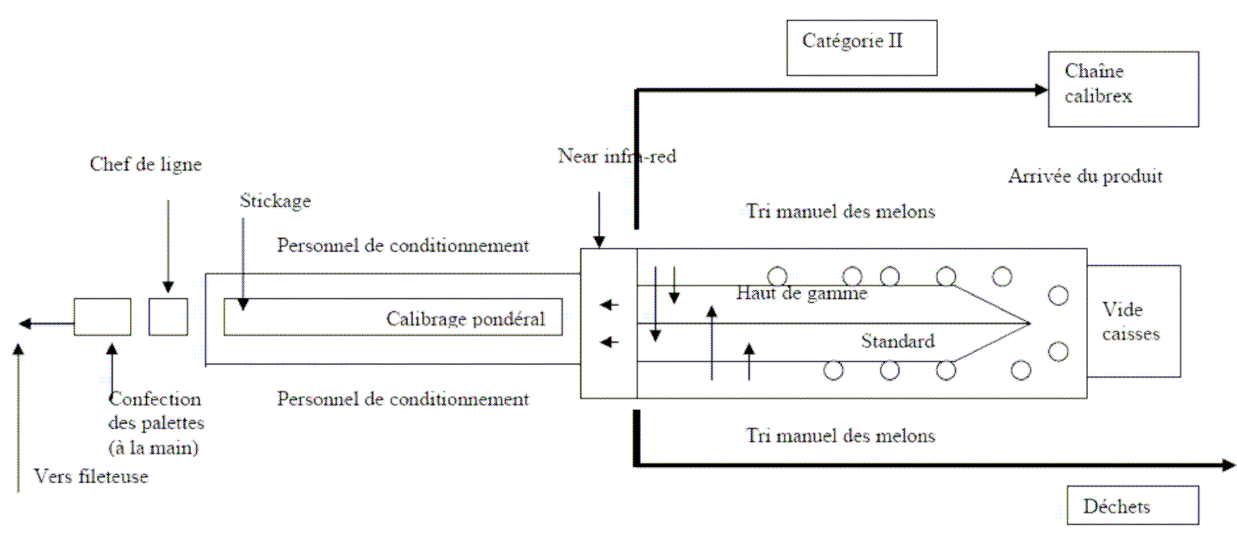 Catégorie II
Chaîne
calibrex
Near infra-red
Chef de ligne
Arrivée du produit
Stickage
Tri manuel des melons
Personnel de conditionnement
Haut de gamme
Calibrage pondéral
Standard
Vide
caisses
Confection
des palettes
(à la main)
Personnel de conditionnement
Tri manuel des melons
Vers fileteuse
Déchets